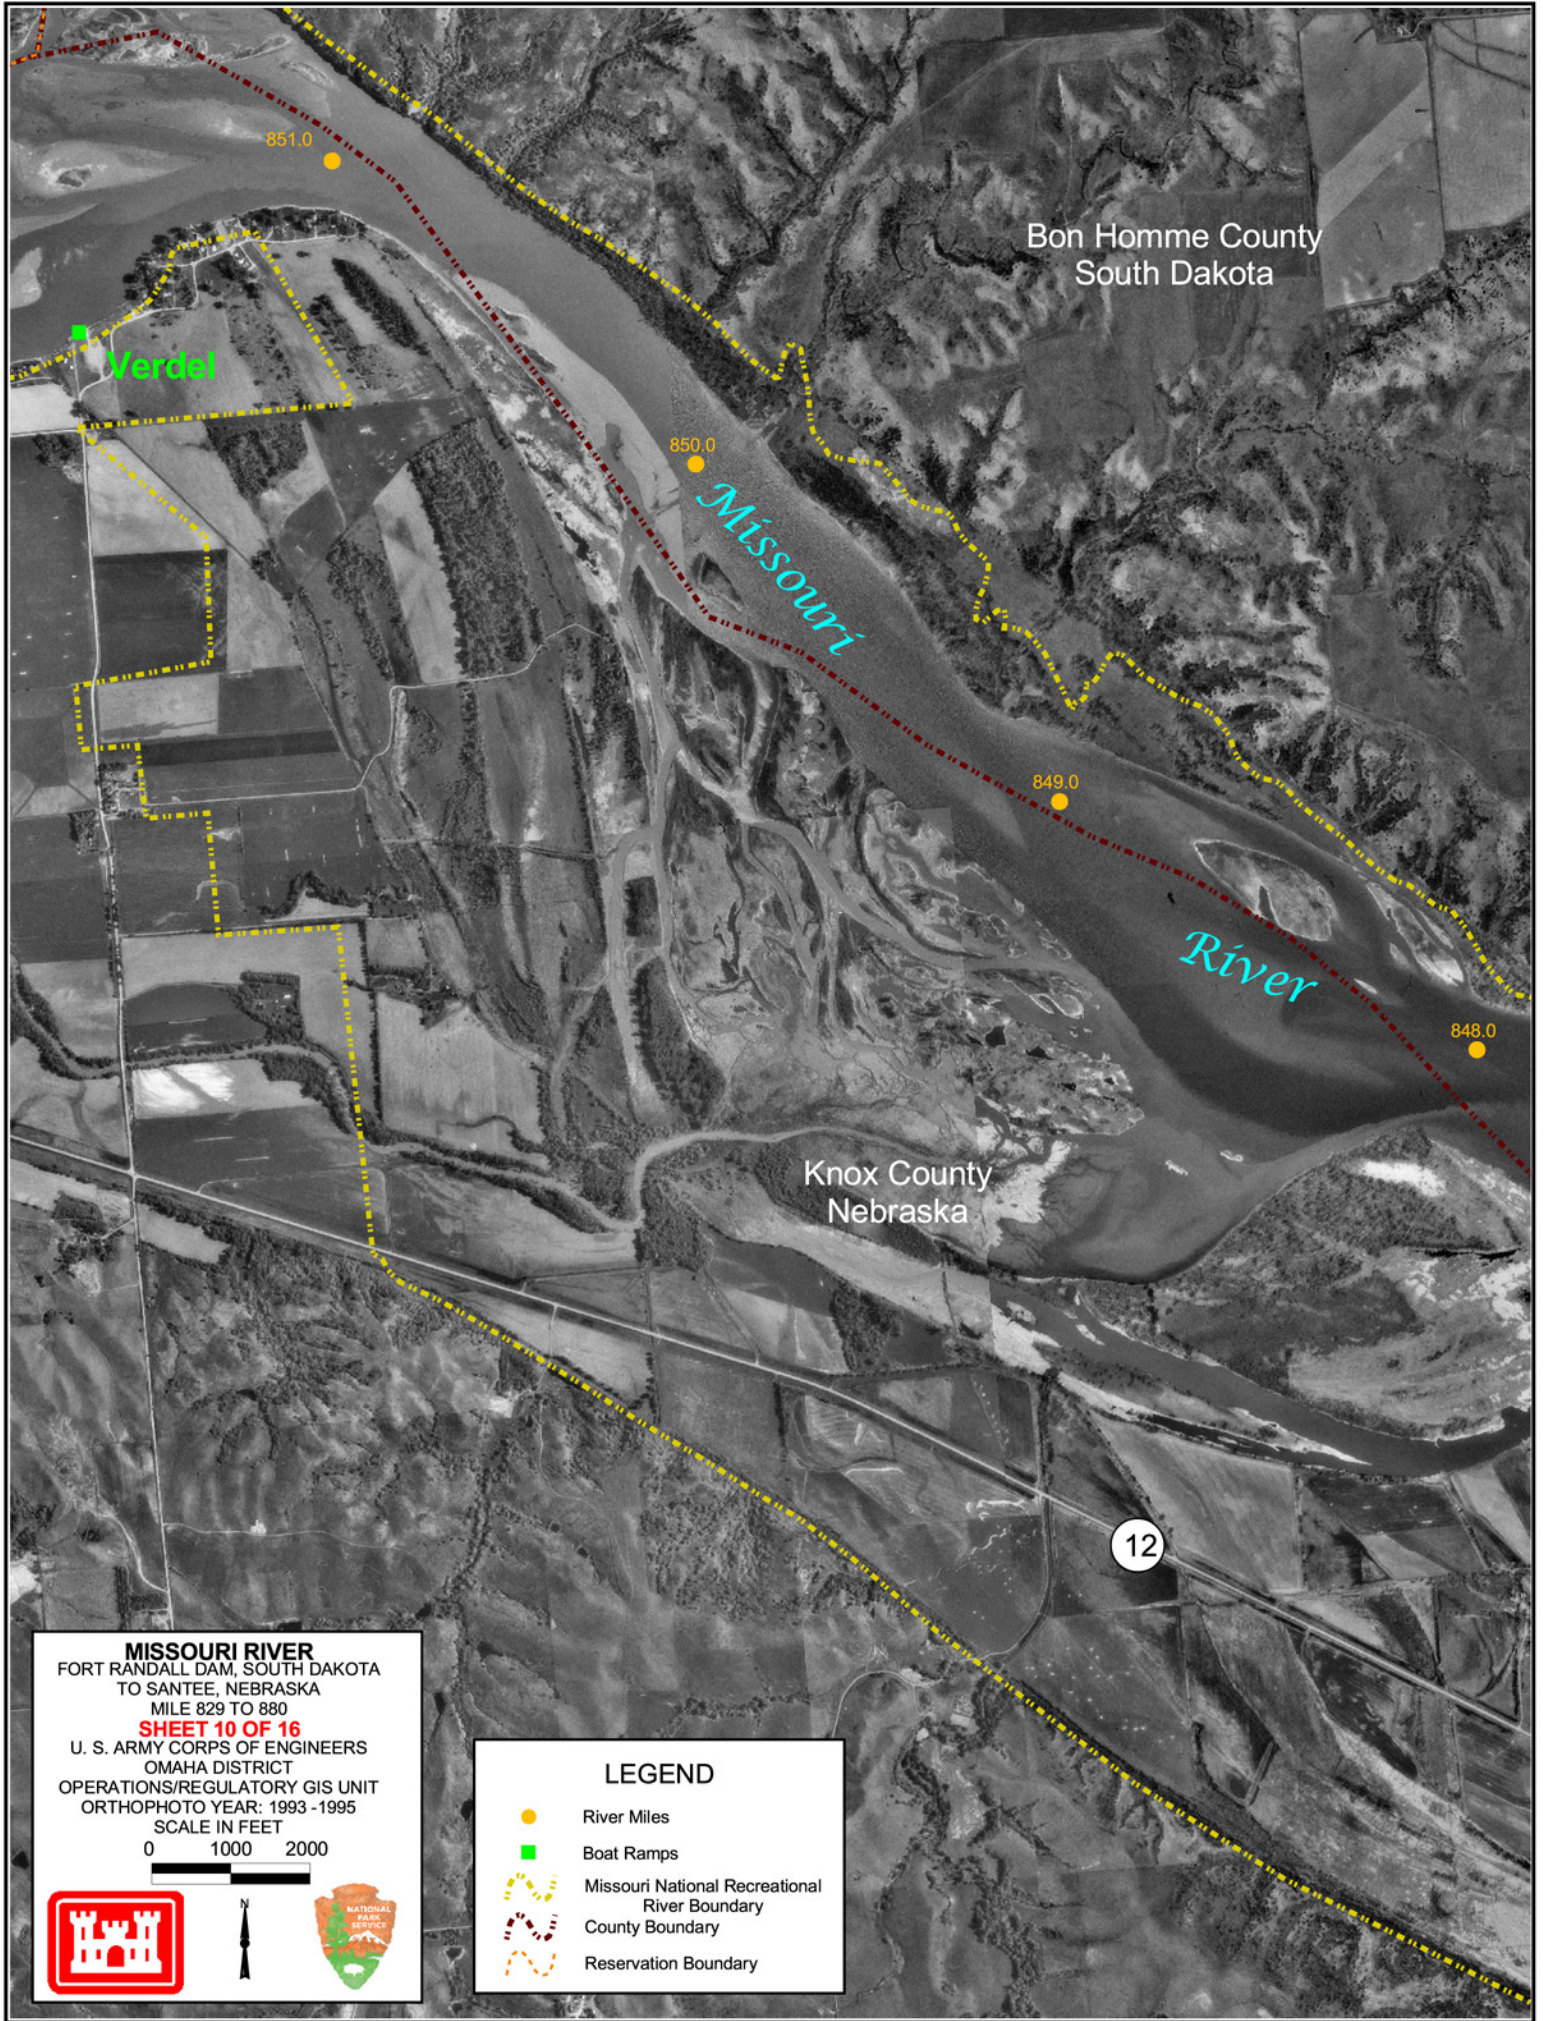 851.0
Bon Homme County
South Dakota
Verdel
850.0
Missouri
849.0
River
848.0
Knox County
Nebraska
12
MISSOURI RIVER
FORT RANDALL DAM, SOUTH DAKOTA
TO SANTEE, NEBRASKA
MILE 829 TO 880
SHEET 10 OF 16
U. S. ARMY CORPS OF ENGINEERS
OMAHA DISTRICT
OPERATIONS/REGULATORY GIS UNIT
ORTHOPHOTO YEAR: 1993 -1995
SCALE IN FEET
0 1000 2000
N
NATIONAL
PARK
SERVICE
LEGEND
River Miles
Boat Ramps
Missouri National Recreational
River Boundary
County Boundary
Reservation Boundary